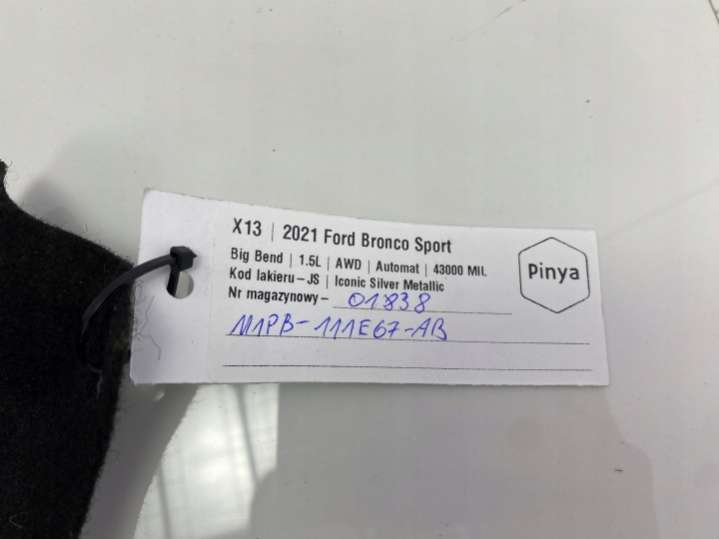 X13 | 2021 Ford Bronco Sport
Big Bend | 1.5L | AWD | Automat | 43000 MIL
Kod lakieru – JS | Iconic Silver Metallic
Nr magazynowy – 01838
M1PB-111E67-AB
Pinya